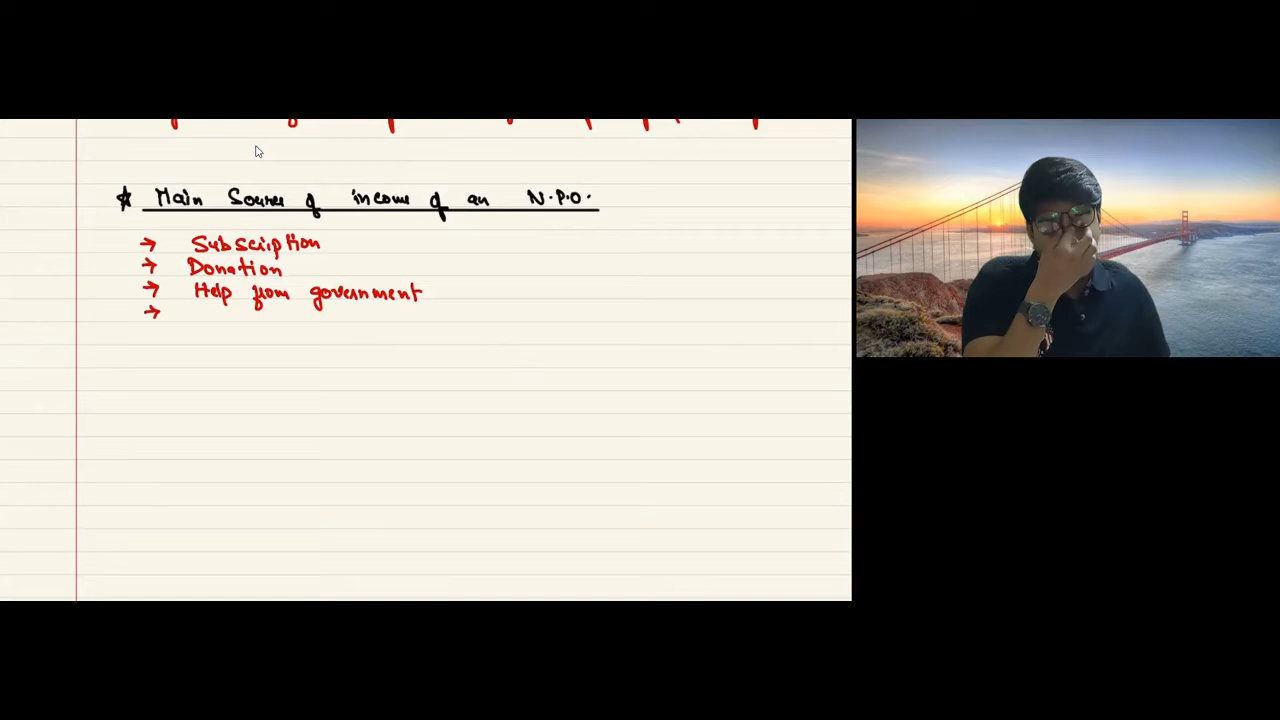 ★ Main Source of income of an N.P.O.
→ Subscription
→ Donation
→ Help from government
→